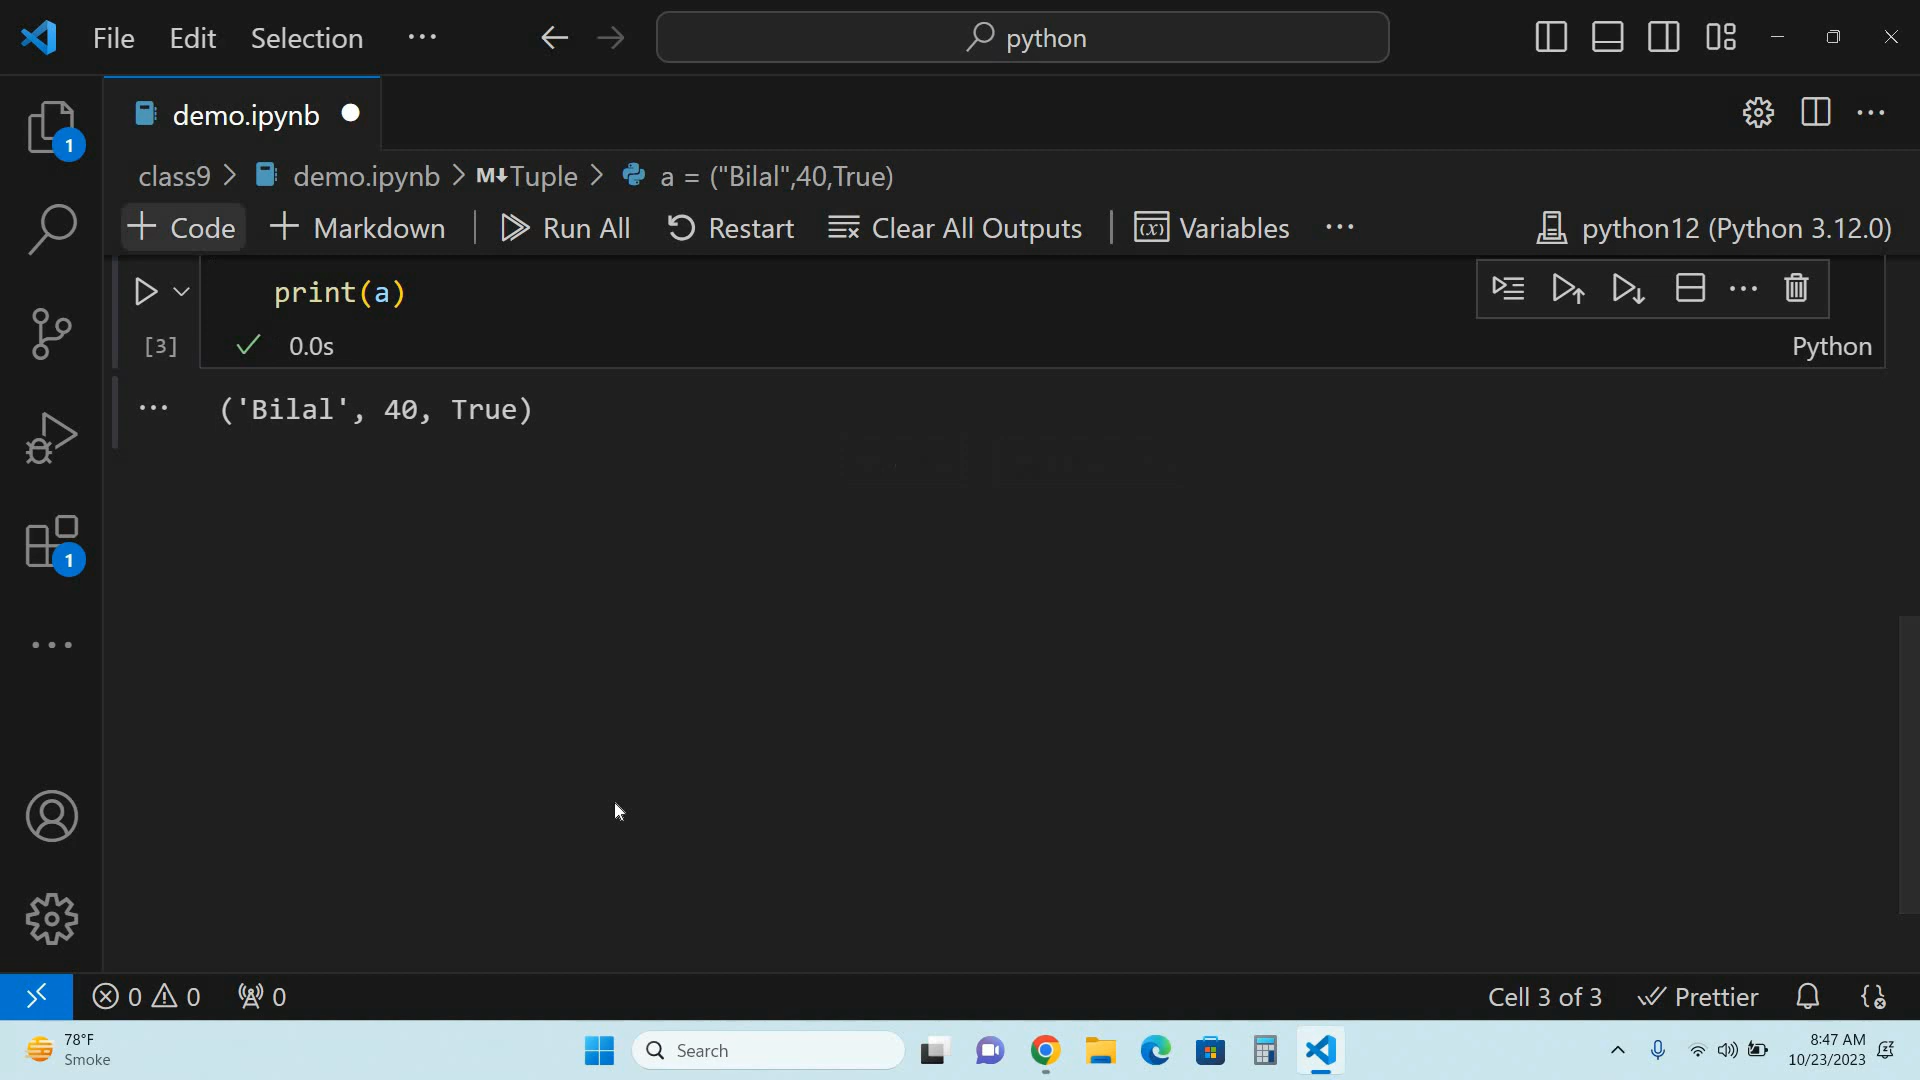 File Edit Selection ··· python
demo.ipynb
class9 > demo.ipynb > M↓Tuple > a = ("Bilal",40,True)
+ Code + Markdown Run All Restart Clear All Outputs (x) Variables ··· python12 (Python 3.12.0)
print(a)
[3] 0.0s Python
('Bilal', 40, True)
1
1
0 0 0 Cell 3 of 3 Prettier
78°F
Smoke
Search
8:47 AM
10/23/2023